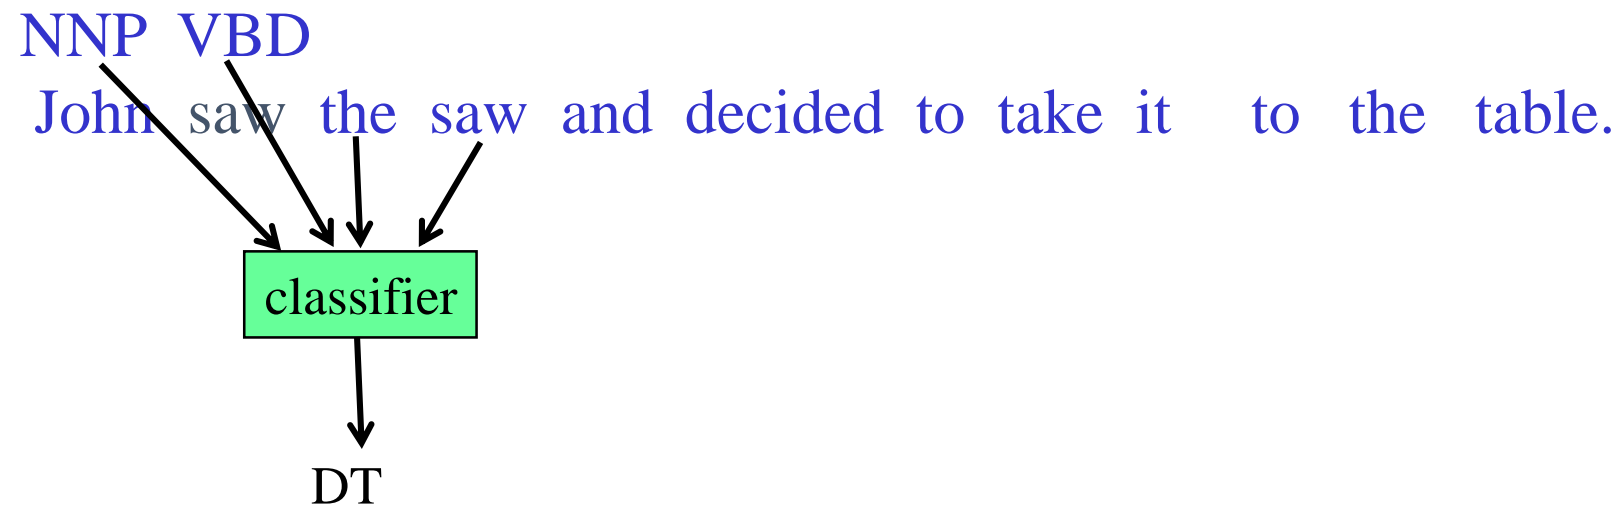 NNP VBD
John saw the saw and decided to take it to the table.
classifier
DT